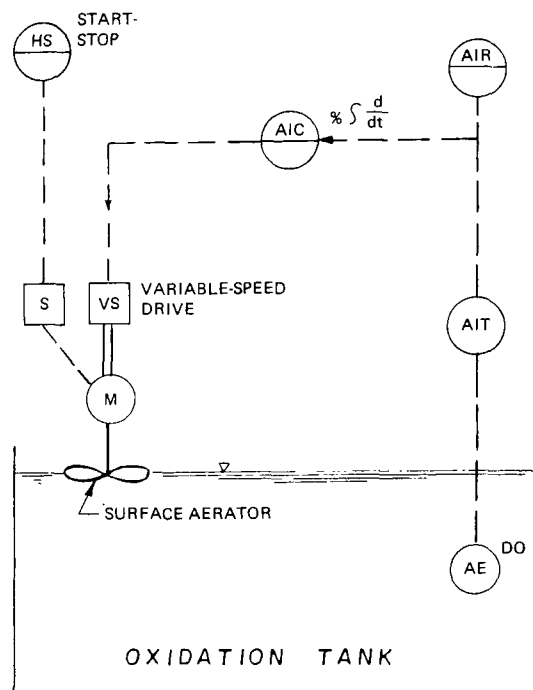 START-
STOP
HS
AIR
% ∫ d/dt
AIC
S
VS
VARIABLE-SPEED
DRIVE
AIT
M
SURFACE AERATOR
DO
AE
OXIDATION TANK